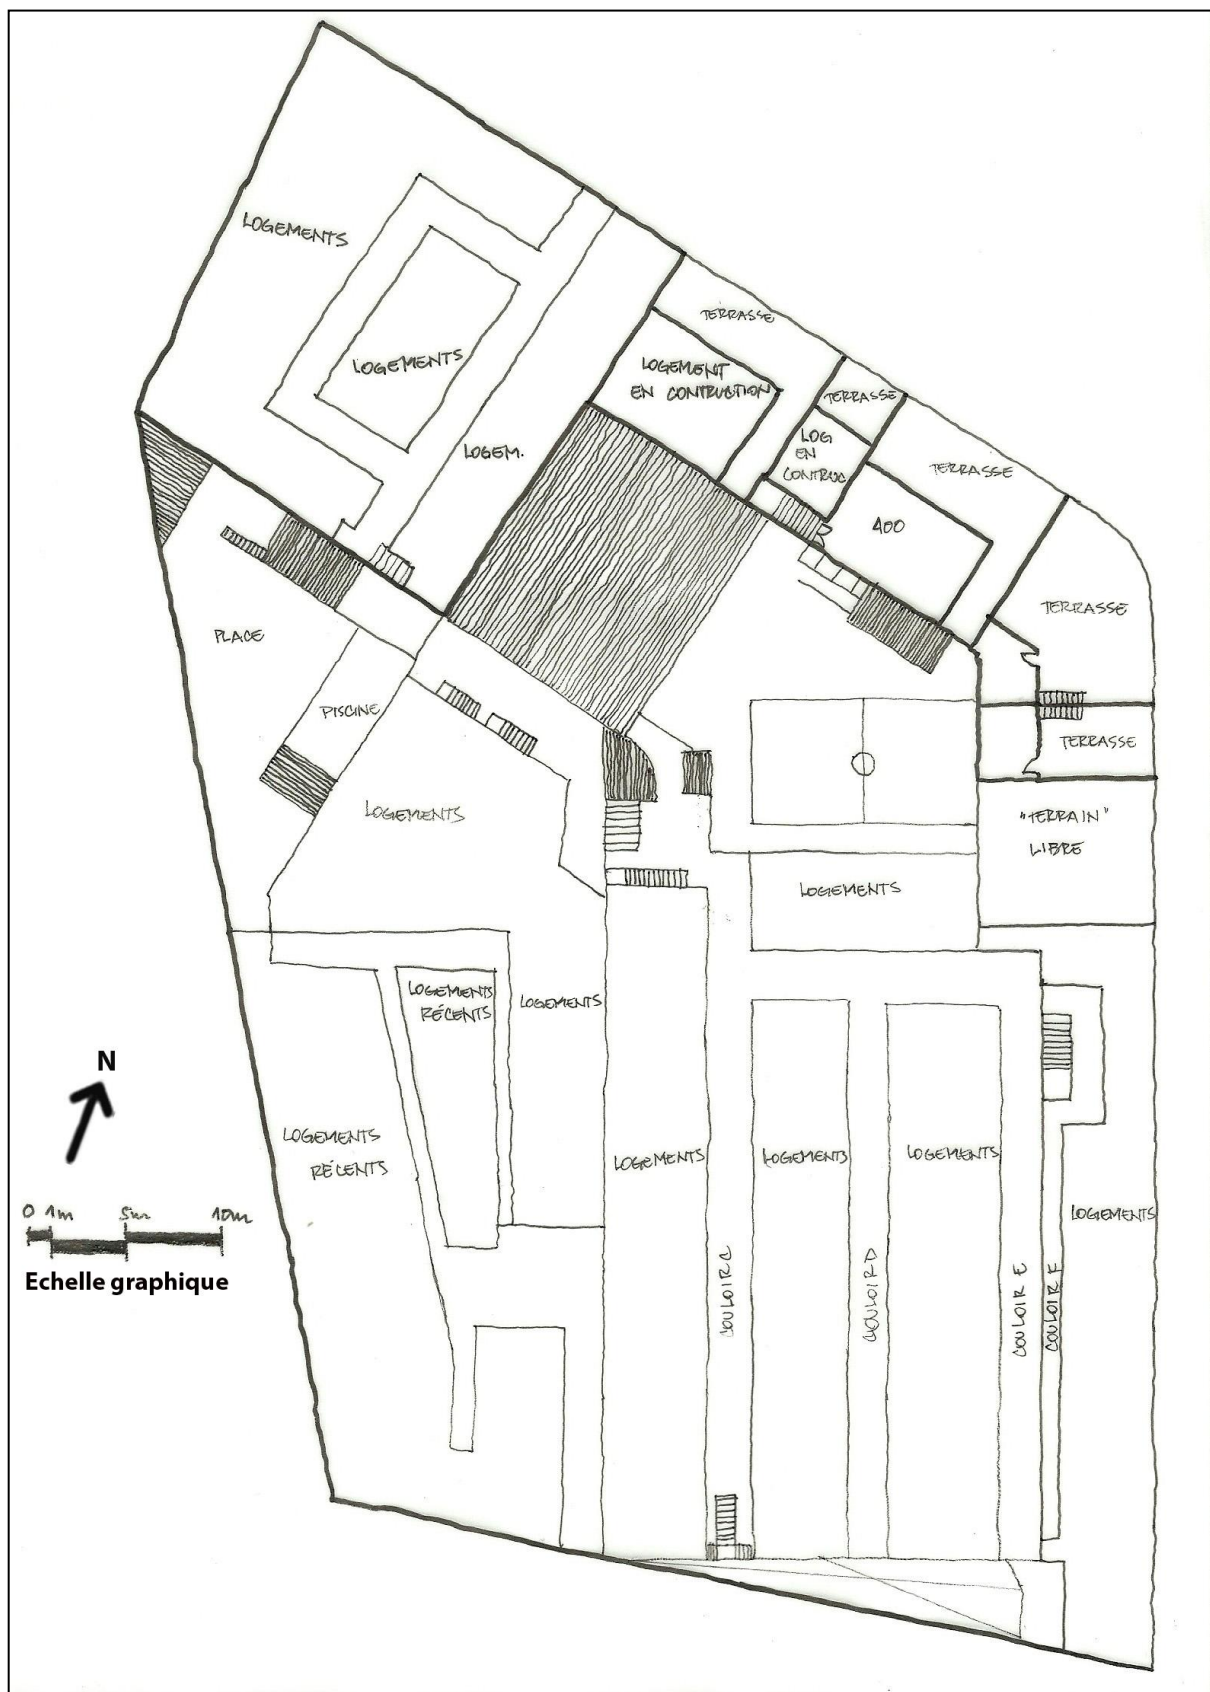 LOGEMENTS
TERRASSE
LOGEMENTS
LOGEMENT
EN CONTRUCTION
TERRASSE
LOGEM.
LOG
EN
CONTRUC
TERRASSE
400
TERRASSE
PLACE
PISCINE
TERRASSE
LOGEMENTS
"TERRAIN"
LIBRE
LOGEMENTS
LOGEMENTS
RÉCENTS
LOGEMENTS
N
LOGEMENTS
RÉCENTS
LOGEMENTS
LOGEMENTS
LOGEMENTS
LOGEMENTS
0 1m 5m 10m
Echelle graphique
COULOIR C
COULOIR D
COULOIR E
COULOIR F